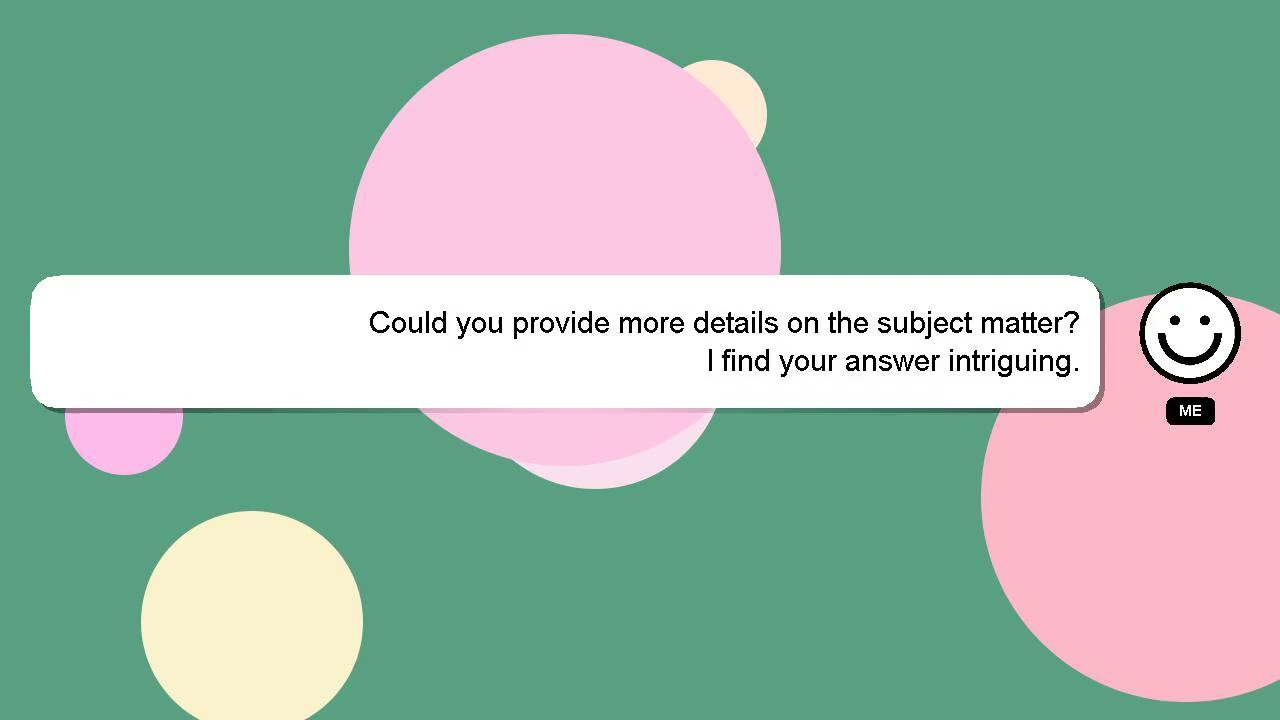 Could you provide more details on the subject matter?
I find your answer intriguing.
ME